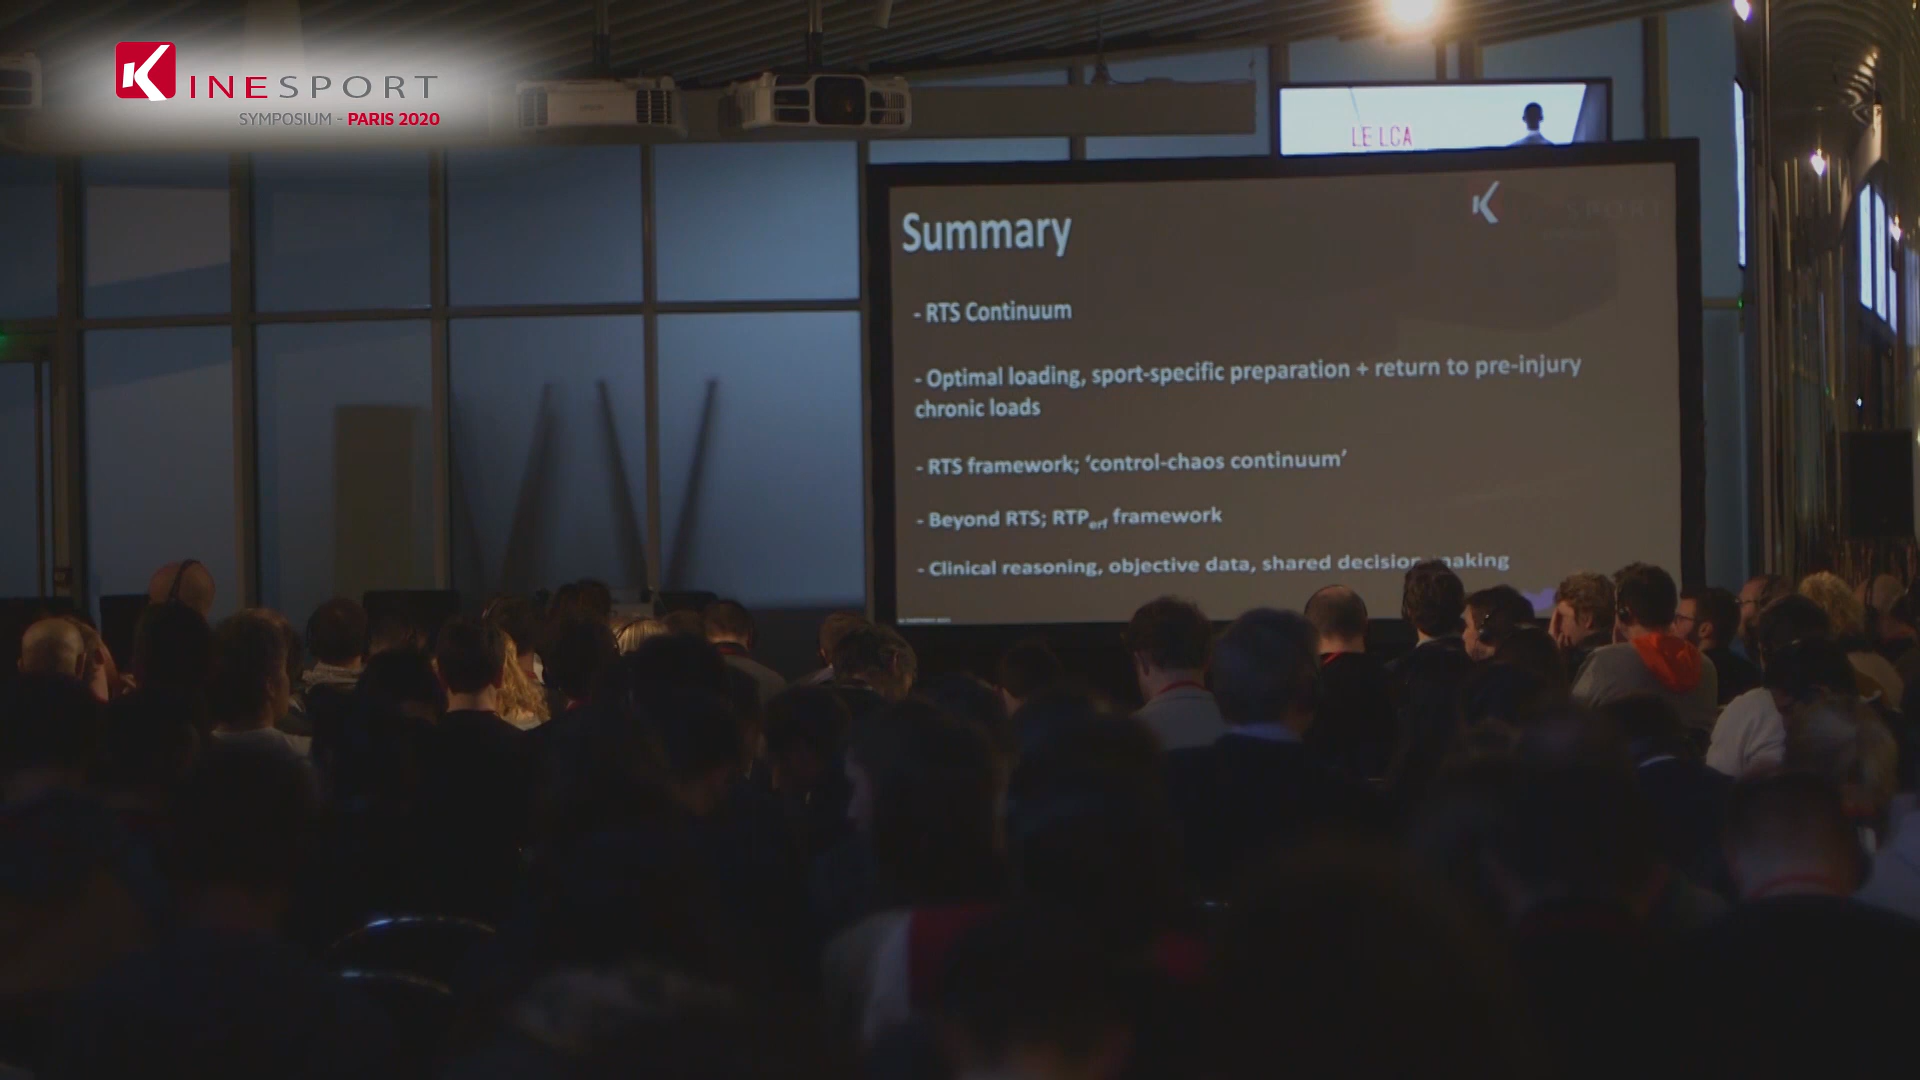 KINESPORT
SYMPOSIUM - PARIS 2020
LE LCA
K
SPORT
Summary
- RTS Continuum
- Optimal loading, sport-specific preparation + return to pre-injury
chronic loads
- RTS framework; ‘control-chaos continuum’
- Beyond RTS; RTPerf framework
- Clinical reasoning, objective data, shared decision making